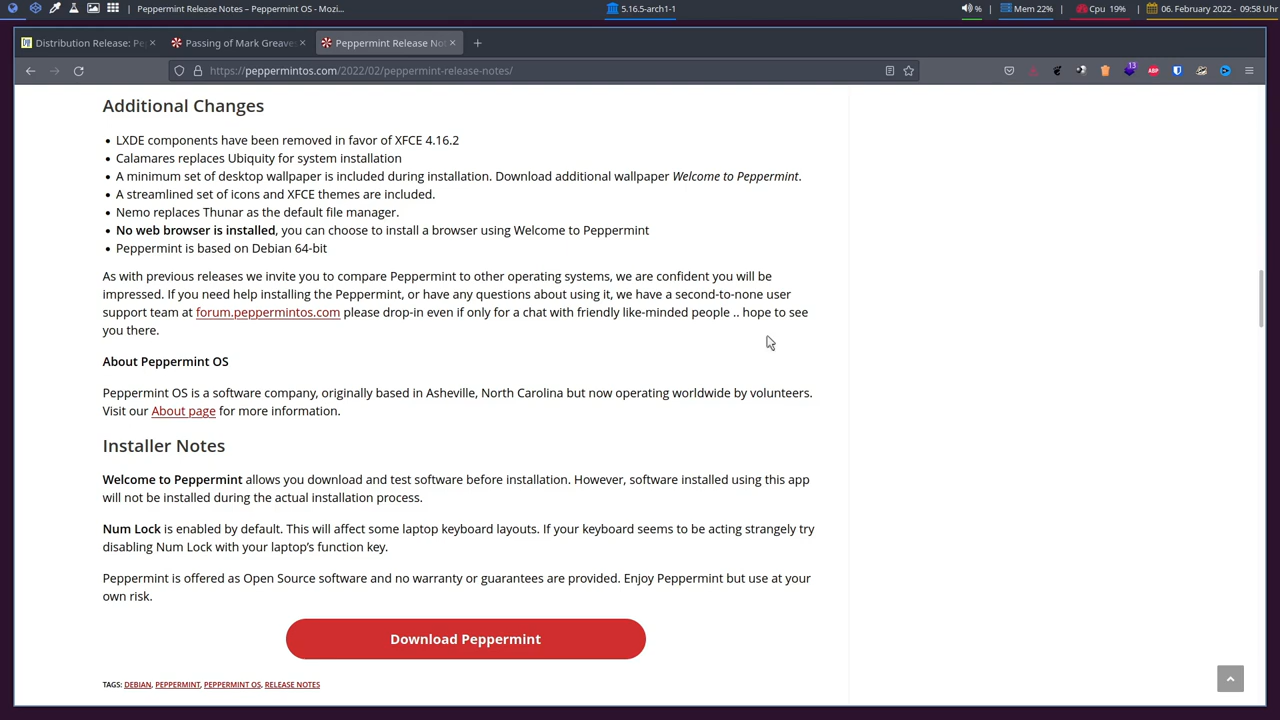 Peppermint Release Notes – Peppermint OS - Mozi...
5.16.5-arch1-1
%
Mem 22%
Cpu 19%
06. February 2022 - 09:58 Uhr
Distribution Release: Pe
Passing of Mark Greaves
Peppermint Release Not
https://peppermintos.com/2022/02/peppermint-release-notes/
13
ABP
Additional Changes
• LXDE components have been removed in favor of XFCE 4.16.2
• Calamares replaces Ubiquity for system installation
• A minimum set of desktop wallpaper is included during installation. Download additional wallpaper Welcome to Peppermint.
• A streamlined set of icons and XFCE themes are included.
• Nemo replaces Thunar as the default file manager.
• No web browser is installed, you can choose to install a browser using Welcome to Peppermint
• Peppermint is based on Debian 64-bit
As with previous releases we invite you to compare Peppermint to other operating systems, we are confident you will be
impressed. If you need help installing the Peppermint, or have any questions about using it, we have a second-to-none user
support team at forum.peppermintos.com please drop-in even if only for a chat with friendly like-minded people .. hope to see
you there.
About Peppermint OS
Peppermint OS is a software company, originally based in Asheville, North Carolina but now operating worldwide by volunteers.
Visit our About page for more information.
Installer Notes
Welcome to Peppermint allows you download and test software before installation. However, software installed using this app
will not be installed during the actual installation process.
Num Lock is enabled by default. This will affect some laptop keyboard layouts. If your keyboard seems to be acting strangely try
disabling Num Lock with your laptop's function key.
Peppermint is offered as Open Source software and no warranty or guarantees are provided. Enjoy Peppermint but use at your
own risk.
Download Peppermint
TAGS: DEBIAN, PEPPERMINT, PEPPERMINT OS, RELEASE NOTES